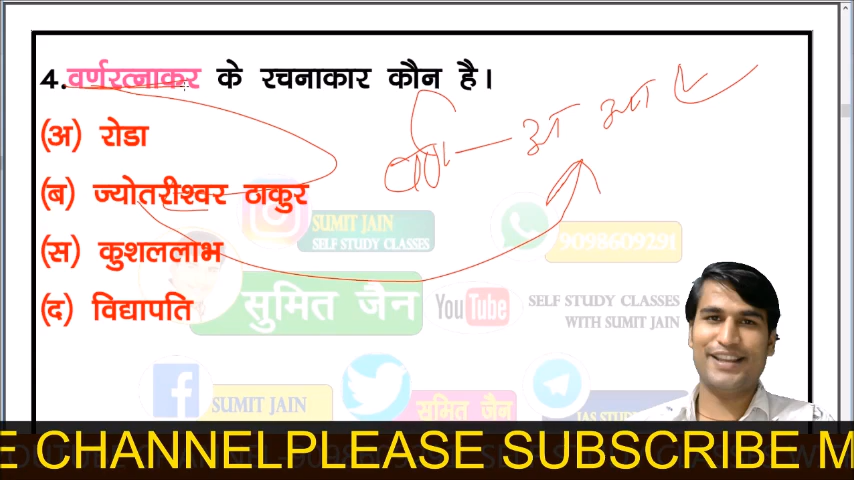 4.वर्णरत्नाकर के रचनाकार कौन है।
(अ) रोडा
(ब) ज्योतरीश्वर ठाकुर
(स) कुशललाभ
(द) विद्यापति
SUMIT JAIN
SELF STUDY CLASSES
9098609291
सुमित जैन
YouTube
SELF STUDY CLASSES
WITH SUMIT JAIN
SUMIT JAIN
सुमित जैन
E CHANNELPLEASE SUBSCRIBE M